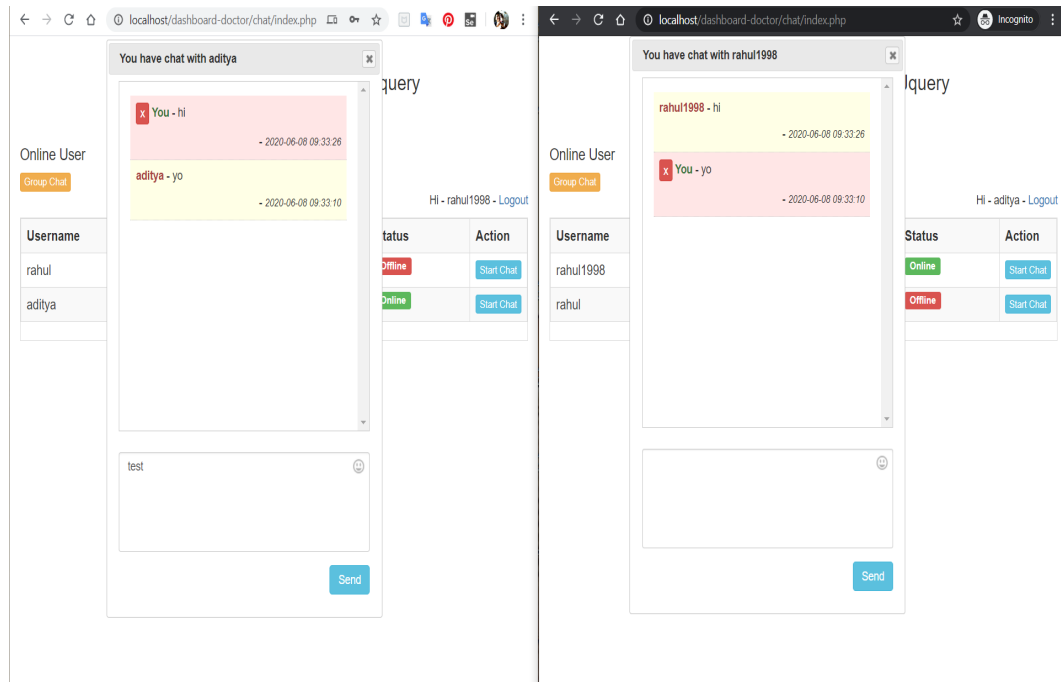 localhost/dashboard-doctor/chat/index.php
Se
You have chat with aditya
x
Jquery
x You - hi
- 2020-06-08 09:33:26
aditya - yo
- 2020-06-08 09:33:10
Online User
Group Chat
Hi - rahul1998 - Logout
Username tatus Action
rahul Offline Start Chat
aditya Online Start Chat
test
Send
localhost/dashboard-doctor/chat/index.php Incognito
You have chat with rahul1998
x
Jquery
rahul1998 - hi
- 2020-06-08 09:33:26
x You - yo
- 2020-06-08 09:33:10
Online User
Group Chat
Hi - aditya - Logout
Username Status Action
rahul1998 Online Start Chat
rahul Offline Start Chat
Send